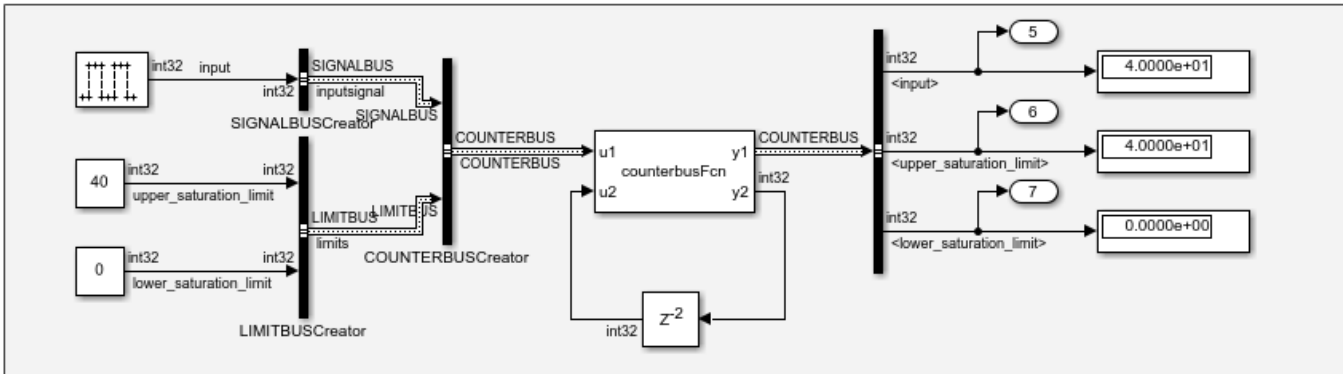 int32
input
int32
SIGNALBUS
inputsignal
SIGNALBUSCreator
SIGNALBUS
40
int32
int32
upper_saturation_limit
0
int32
int32
lower_saturation_limit
LIMITBUS
limits
LIMITBUS
LIMITBUSCreator
COUNTERBUS
COUNTERBUS
COUNTERBUSCreator
u1
u2
counterbusFcn
y1
y2
COUNTERBUS
int32
Z-2
int32
int32
<input>
5
4.0000e+01
int32
<upper_saturation_limit>
6
4.0000e+01
int32
<lower_saturation_limit>
7
0.0000e+00